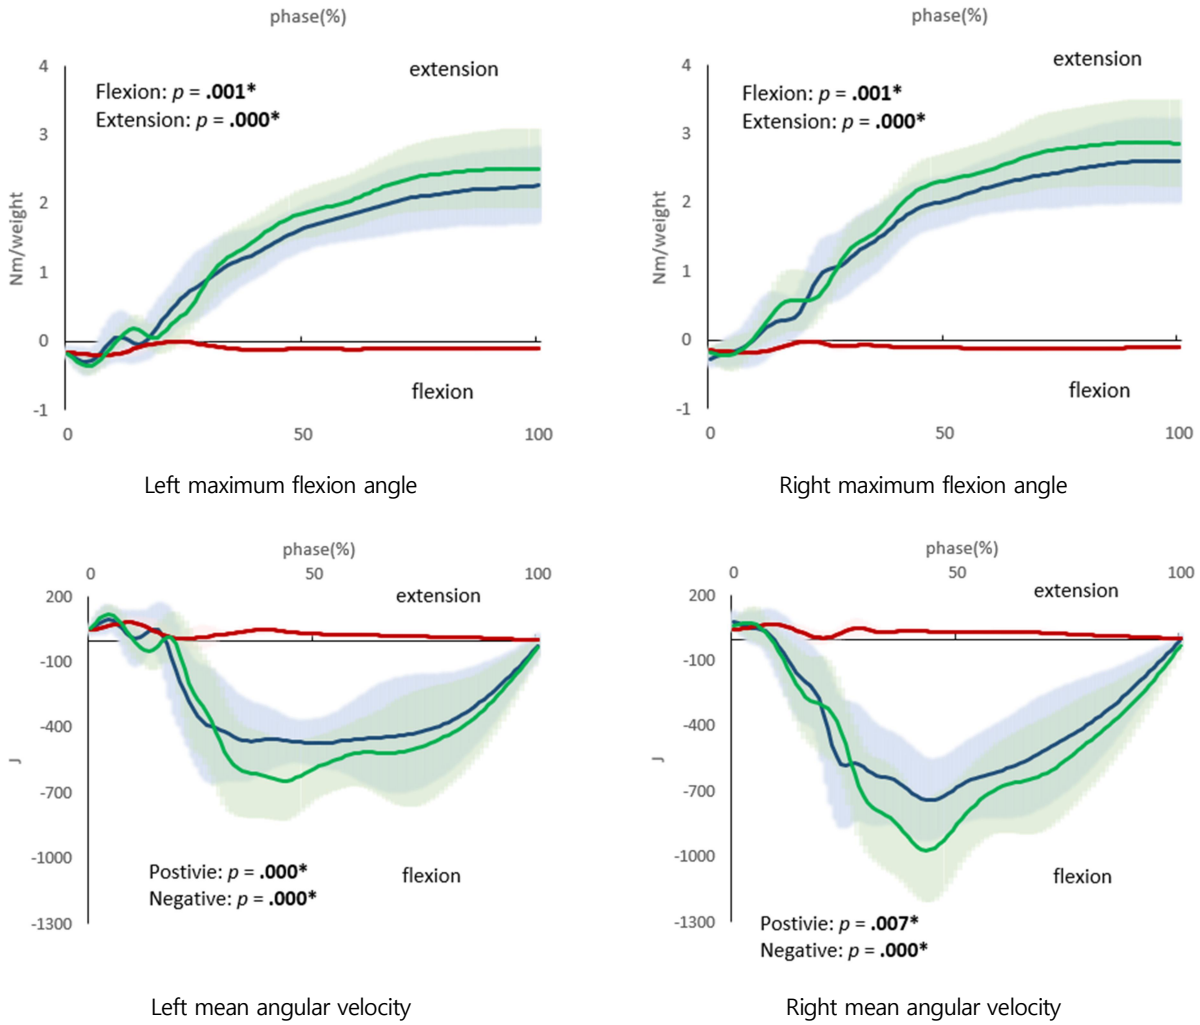 phase(%)
phase(%)
4
extension
Flexion: p = .001*
Extension: p = .000*
3
2
Nm/weight
1
0
flexion
-1
0
50
100
Left maximum flexion angle
4
extension
Flexion: p = .001*
Extension: p = .000*
3
2
Nm/weight
1
0
flexion
-1
0
50
100
Right maximum flexion angle
phase(%)
0
50
100
200
extension
-100
-400
J
-700
-1000
Postivie: p = .000*
flexion
Negative: p = .000*
-1300
Left mean angular velocity
phase(%)
0
50
100
200
extension
-100
-400
J
-700
-1000
flexion
-1300
Postivie: p = .007*
Negative: p = .000*
Right mean angular velocity